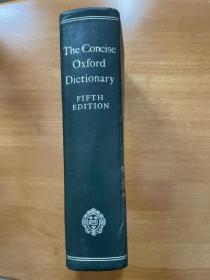 The Concise
Oxford
Dictionary
FIFTH
EDITION